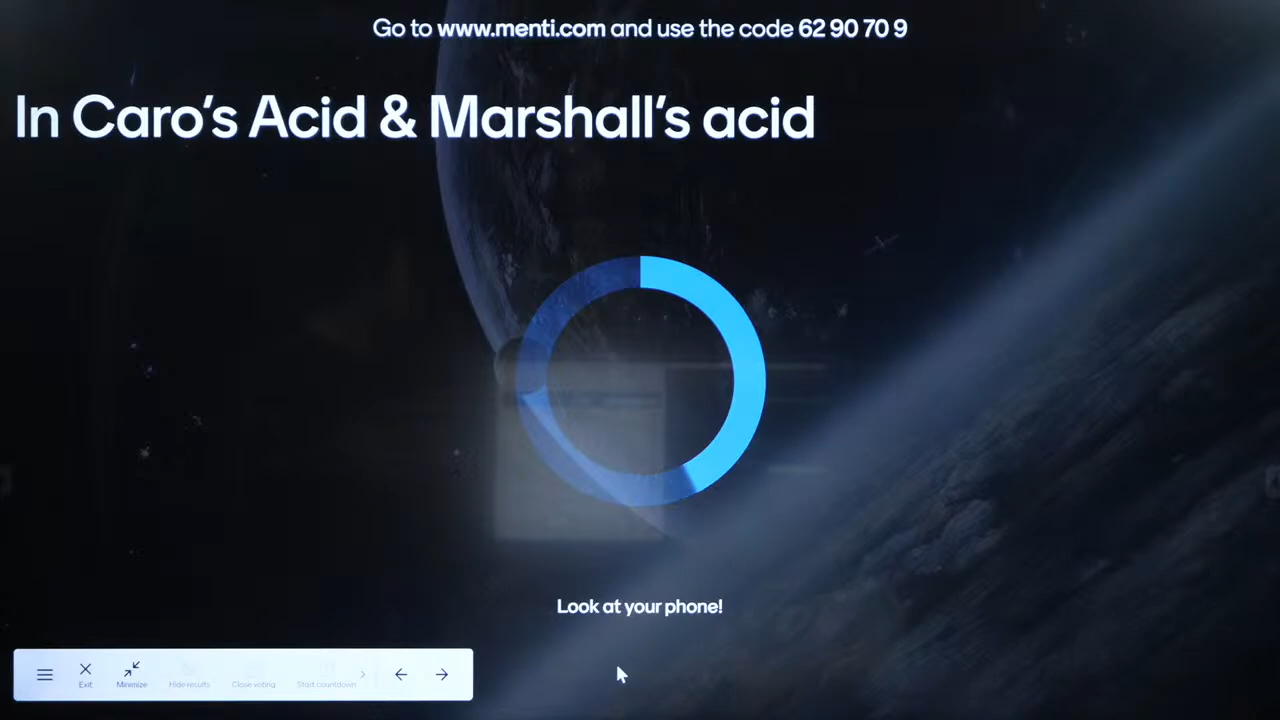 Go to www.menti.com and use the code 62 90 70 9
In Caro's Acid & Marshall's acid
Look at your phone!
Exit
Minimize
Hide results
Close voting
Start countdown